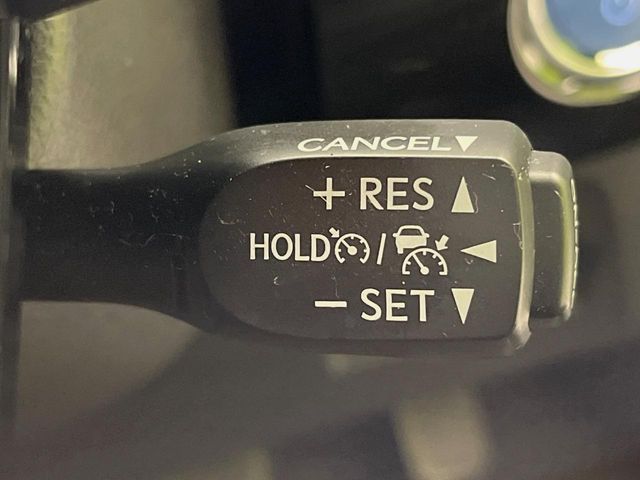 CANCEL▼
+ RES ▲
HOLD / ◀
− SET ▼